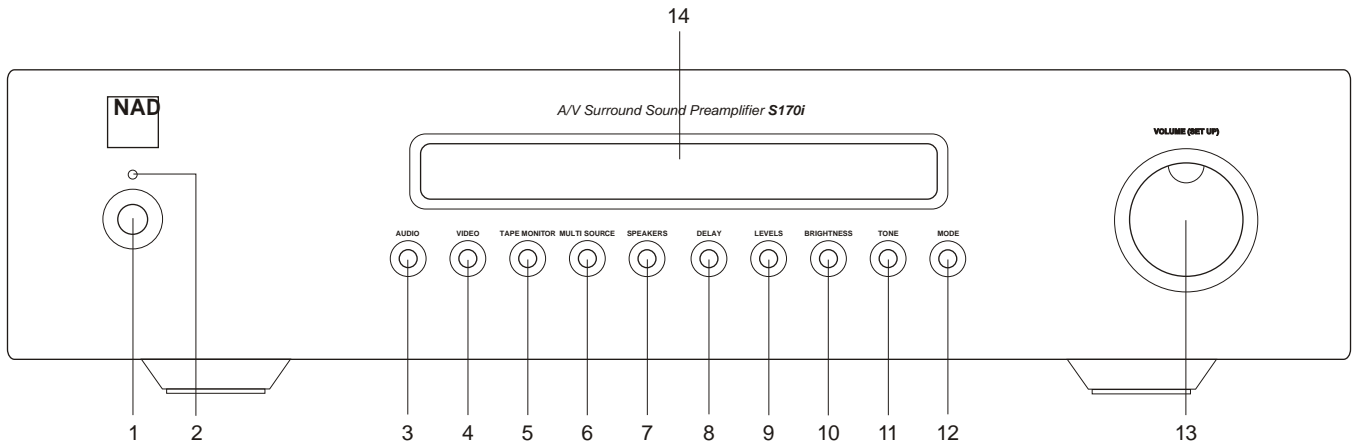 14
NAD
A/V Surround Sound Preamplifier S170i
VOLUME (SET UP)
AUDIO VIDEO TAPE MONITOR MULTI SOURCE SPEAKERS DELAY LEVELS BRIGHTNESS TONE MODE
1 2 3 4 5 6 7 8 9 10 11 12 13